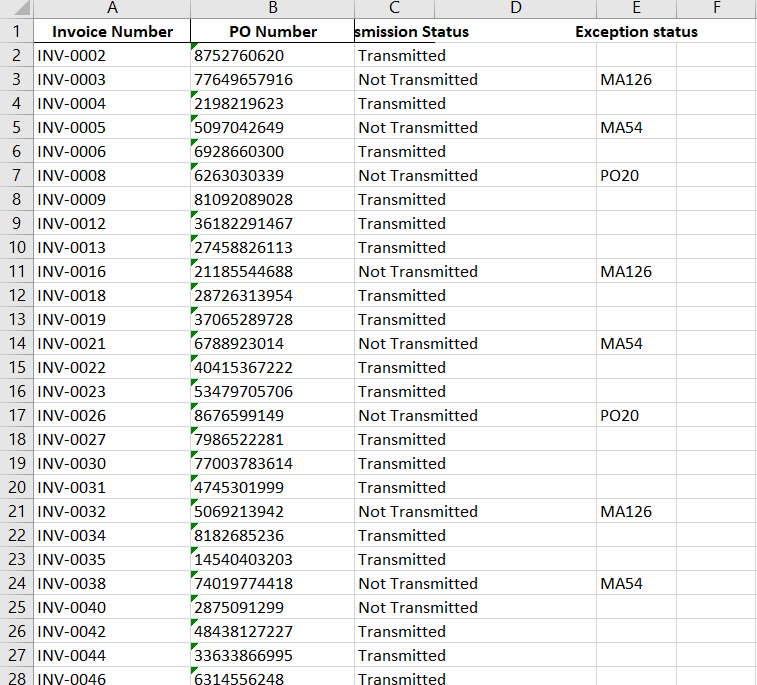 A B C D E F
1 Invoice Number PO Number smission Status Exception status
2 INV-0002 8752760620 Transmitted
3 INV-0003 77649657916 Not Transmitted MA126
4 INV-0004 2198219623 Transmitted
5 INV-0005 5097042649 Not Transmitted MA54
6 INV-0006 6928660300 Transmitted
7 INV-0008 6263030339 Not Transmitted PO20
8 INV-0009 81092089028 Transmitted
9 INV-0012 36182291467 Transmitted
10 INV-0013 27458826113 Transmitted
11 INV-0016 21185544688 Not Transmitted MA126
12 INV-0018 28726313954 Transmitted
13 INV-0019 37065289728 Transmitted
14 INV-0021 6788923014 Not Transmitted MA54
15 INV-0022 40415367222 Transmitted
16 INV-0023 53479705706 Transmitted
17 INV-0026 8676599149 Not Transmitted PO20
18 INV-0027 7986522281 Transmitted
19 INV-0030 77003783614 Transmitted
20 INV-0031 4745301999 Transmitted
21 INV-0032 5069213942 Not Transmitted MA126
22 INV-0034 8182685236 Transmitted
23 INV-0035 14540403203 Transmitted
24 INV-0038 74019774418 Not Transmitted MA54
25 INV-0040 2875091299 Not Transmitted
26 INV-0042 48438127227 Transmitted
27 INV-0044 33633866995 Transmitted
28 INV-0046 6314556248 Transmitted